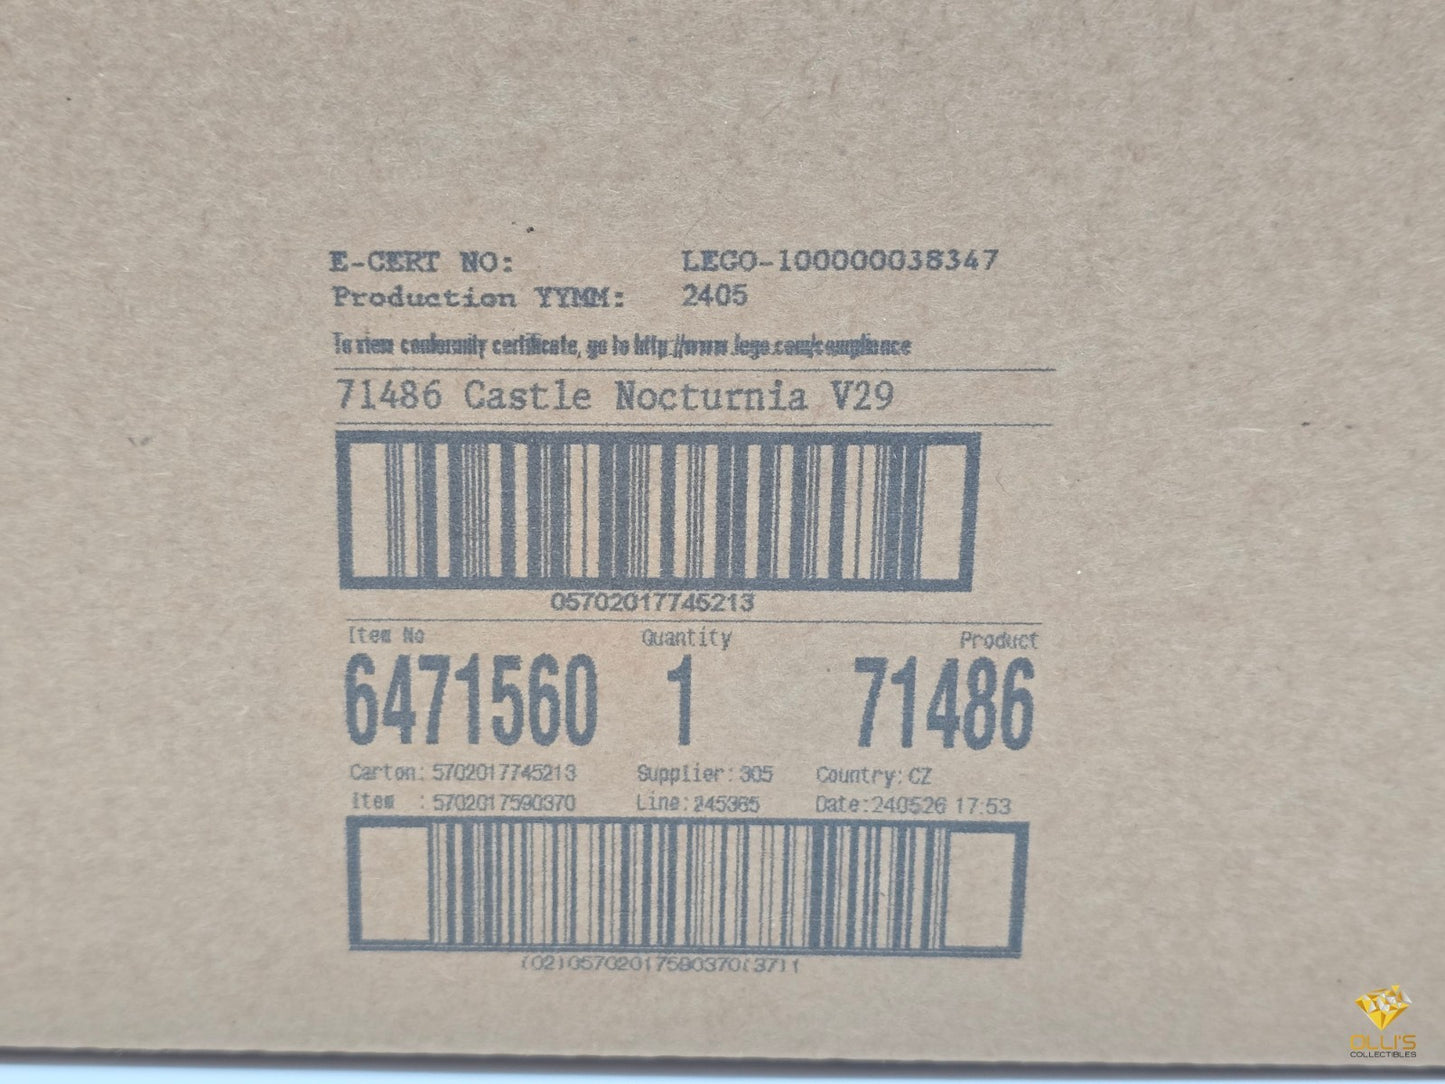 E-CERT NO: LEGO-100000038347
Production YYMM: 2405
To view conformity certificate, go to http://www.lego.com/compliance
71486 Castle Nocturnia V29
05702017745213
Item No Quantity Product
6471560 1 71486
Carton: 5702017745213 Supplier: 305 Country: CZ
Item : 5702017590370 Line: 245365 Date: 240526 17:53
(02)05702017590370(37)1
OLLI'S
COLLECTIBLES